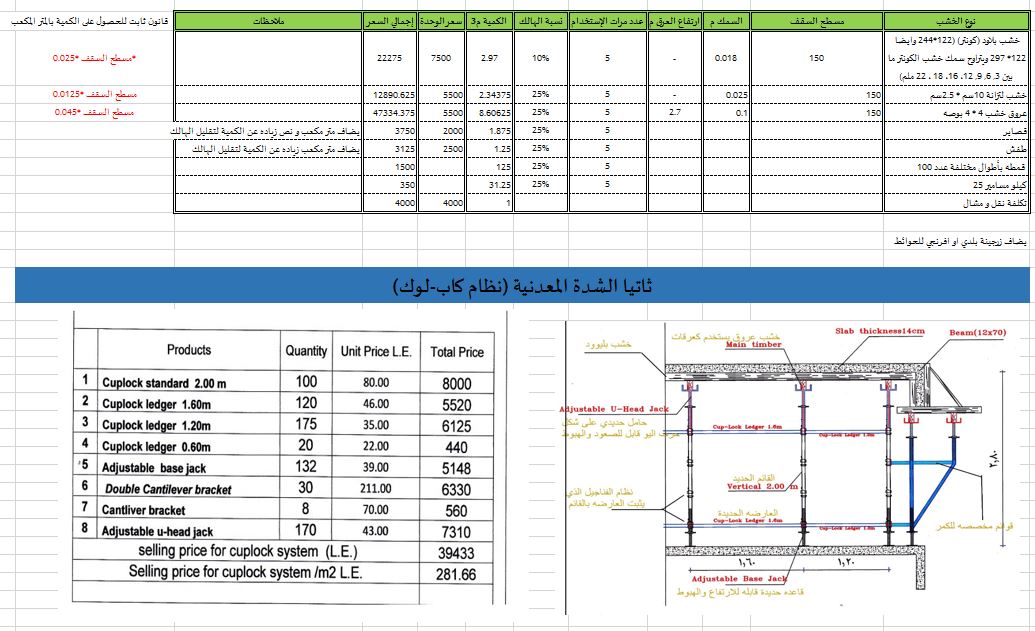 نوع الخشب	مسطح السقف	السمك م	ارتفاع العرق م	عدد مرات الإستخدام	نسبة الهالك	الكمية م3	سعر الوحدة	إجمالي السعر	ملاحظات	قانون ثابت للحصول على الكمية بالمتر المكعب
خشب بلاود (كونتر) (122*244 وايضا
122* 297 ويتراوح سمك خشب الكونتر ما	150	0.018	-	5	10%	2.97	7500	22275	*مسطح السقف *0.025
بين 3, 6, 9, 12, 16, 18, 22 ملم)
خشب لتزانة 10سم * 2.5سم	150	0.025	-	5	25%	2.34375	5500	12890.625	مسطح السقف *0.0125
عروق خشب 4 * 4 بوصه	150	0.1	2.7	5	25%	8.60625	5500	47334.375	مسطح السقف *0.045
قصاير	5	25%	1.875	2000	3750	يضاف متر مكعب و نص زياده عن الكمية لتقليل الهالك
طفش	5	25%	1.25	2500	3125	يضاف متر مكعب زياده عن الكمية لتقليل الهالك
قمطه بأطوال مختلفة عدد 100	5	25%	125	1500
كيلو مسامير 25	5	25%	31.25	350
تكلفة نقل و مشال	1	4000	4000
يضاف زرجينة بلدي او افرنجي للحوائط
ثاتيا الشدة المعدنية (نظام كاب-لوك)
Products	Quantity	Unit Price L.E.	Total Price
1	Cuplock standard 2.00 m	100	80.00	8000
2	Cuplock ledger 1.60m	120	46.00	5520
3	Cuplock ledger 1.20m	175	35.00	6125
4	Cuplock ledger 0.60m	20	22.00	440
5	Adjustable base jack	132	39.00	5148
6	Double Cantilever bracket	30	211.00	6330
7	Cantliver bracket	8	70.00	560
8	Adjustable u-head jack	170	43.00	7310
selling price for cuplock system (L.E.)	39433
Selling price for cuplock system /m2 L.E.	281.66
Slab thickness14cm
Beam(12x70)
خشب عروق يستخدم كعرقات
Main timber
خشب بليوود
Adjustable U-Head Jack
حامل حديدي على شكل
حرف اليو قابل للصعود والهبوط
Cup-Lock Ledger 1.6m
Cup-Lock Ledger 1.2m
٢,٨٠
القائم الحديد
Vertical 2.00 m
نظام الفناجيل الذي
يثبت العارضه بالقائم
العارضه الحديدة
Cup-Lock Ledger 1.6m
Cup-Lock Ledger 1.2m
قوائم مخصصه للكمر
١,٦٠
١,٢٠
Adjustable Base Jack
قاعده حديدة قابله للارتفاع والهبوط